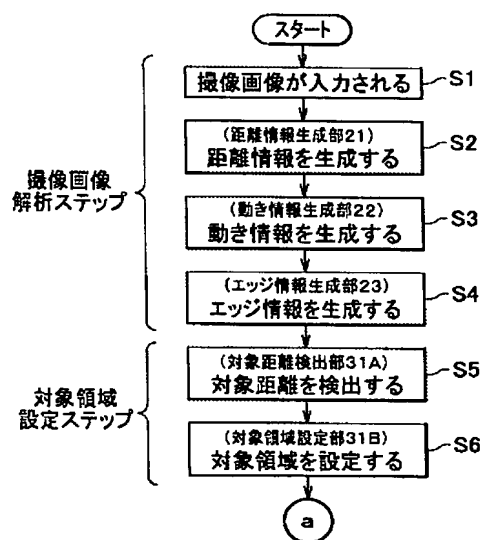 スタート
撮像画像が入力される
S1
(距離情報生成部21)
距離情報を生成する
S2
撮像画像
解析ステップ
(動き情報生成部22)
動き情報を生成する
S3
(エッジ情報生成部23)
エッジ情報を生成する
S4
(対象距離検出部31A)
対象距離を検出する
S5
対象領域
設定ステップ
(対象領域設定部31B)
対象領域を設定する
S6
a